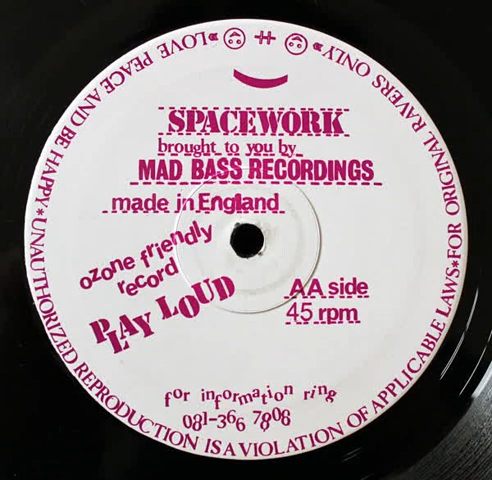 SPACEWORK
brought to you by
MAD BASS RECORDINGS
made in England
ozone friendly
record
PLAY LOUD
AA side
45 rpm
for information ring
081-366 7808
LOVE PEACE AND BE HAPPY*UNAUTHORIZED REPRODUCTION IS A VIOLATION OF APPLICABLE LAWS*FOR ORIGINAL RAVERS ONLY
H